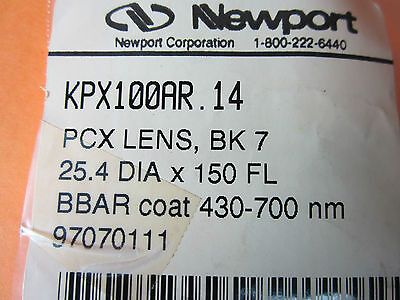 Newport
Newport Corporation 1-800-222-6440
KPX100AR.14
PCX LENS, BK 7
25.4 DIA x 150 FL
BBAR coat 430-700 nm
97070111